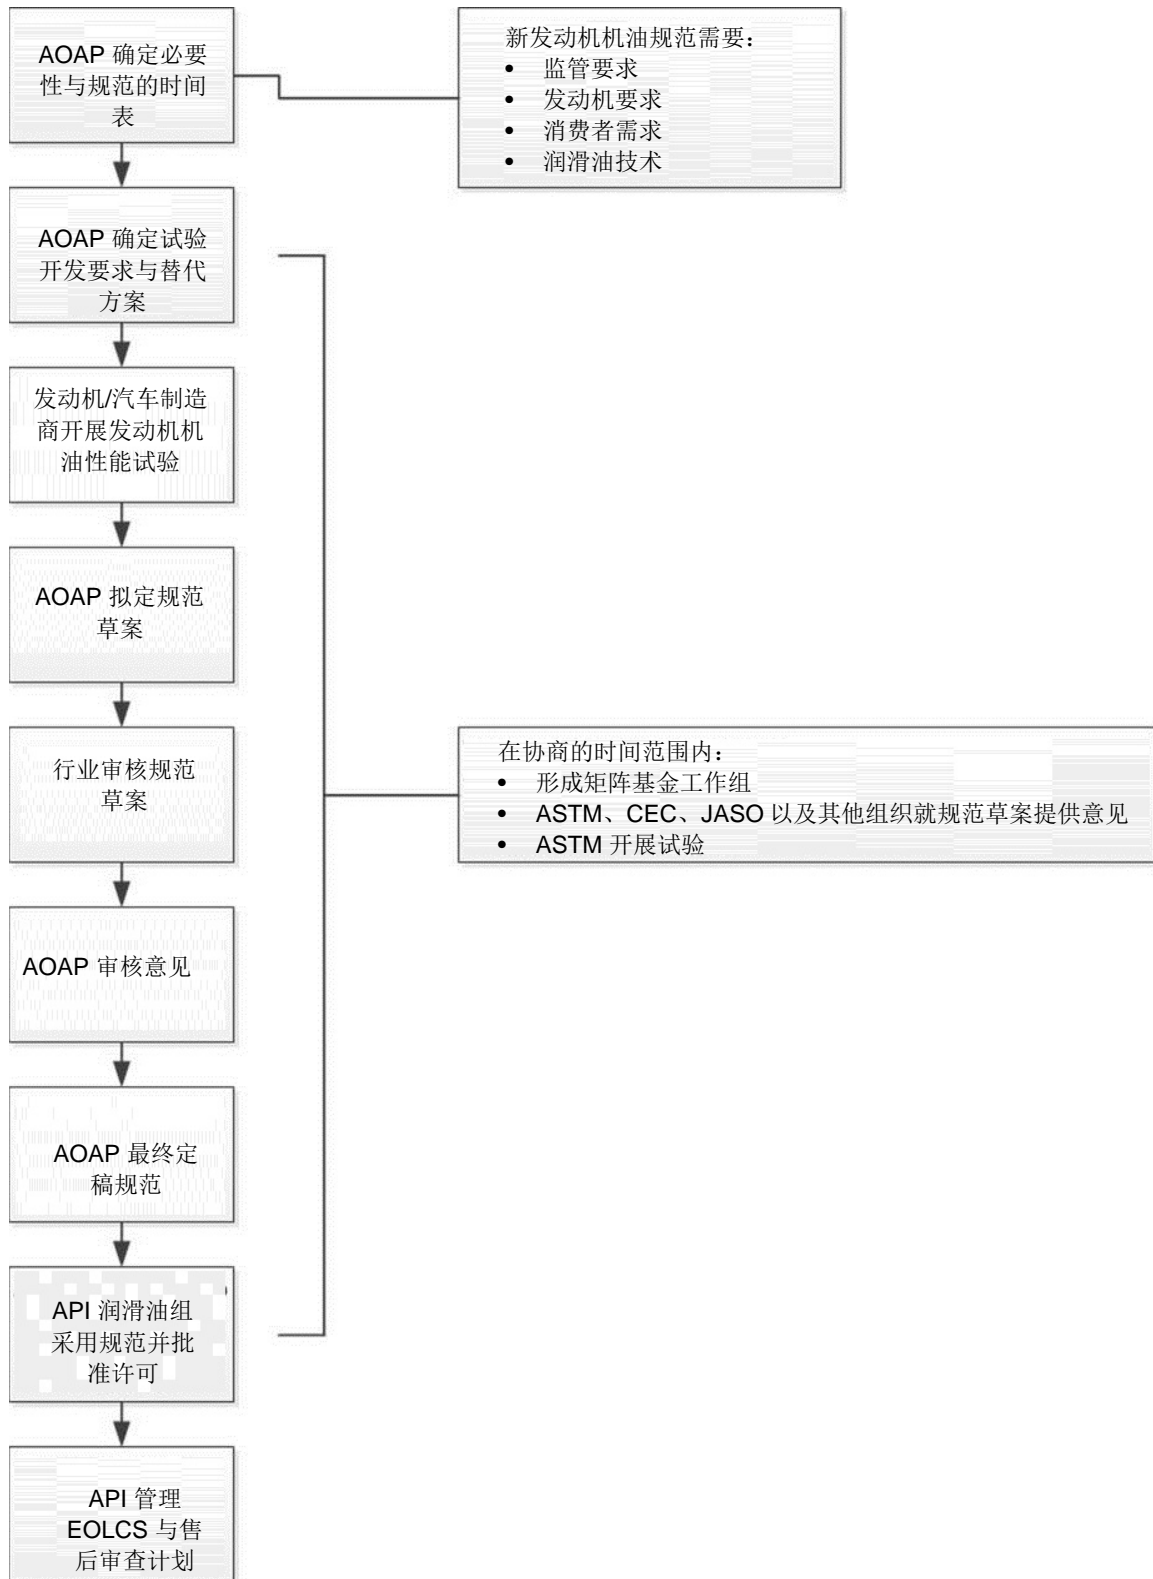 AOAP 确定必要
性与规范的时间
表
新发动机机油规范需要：
• 监管要求
• 发动机要求
• 消费者需求
• 润滑油技术
AOAP 确定试验
开发要求与替代
方案
发动机/汽车制造
商开展发动机机
油性能试验
AOAP 拟定规范
草案
行业审核规范
草案
在协商的时间范围内：
• 形成矩阵基金工作组
• ASTM、CEC、JASO 以及其他组织就规范草案提供意见
• ASTM 开展试验
AOAP 审核意见
AOAP 最终定
稿规范
API 润滑油组
采用规范并批
准许可
API 管理
EOLCS 与售
后审查计划